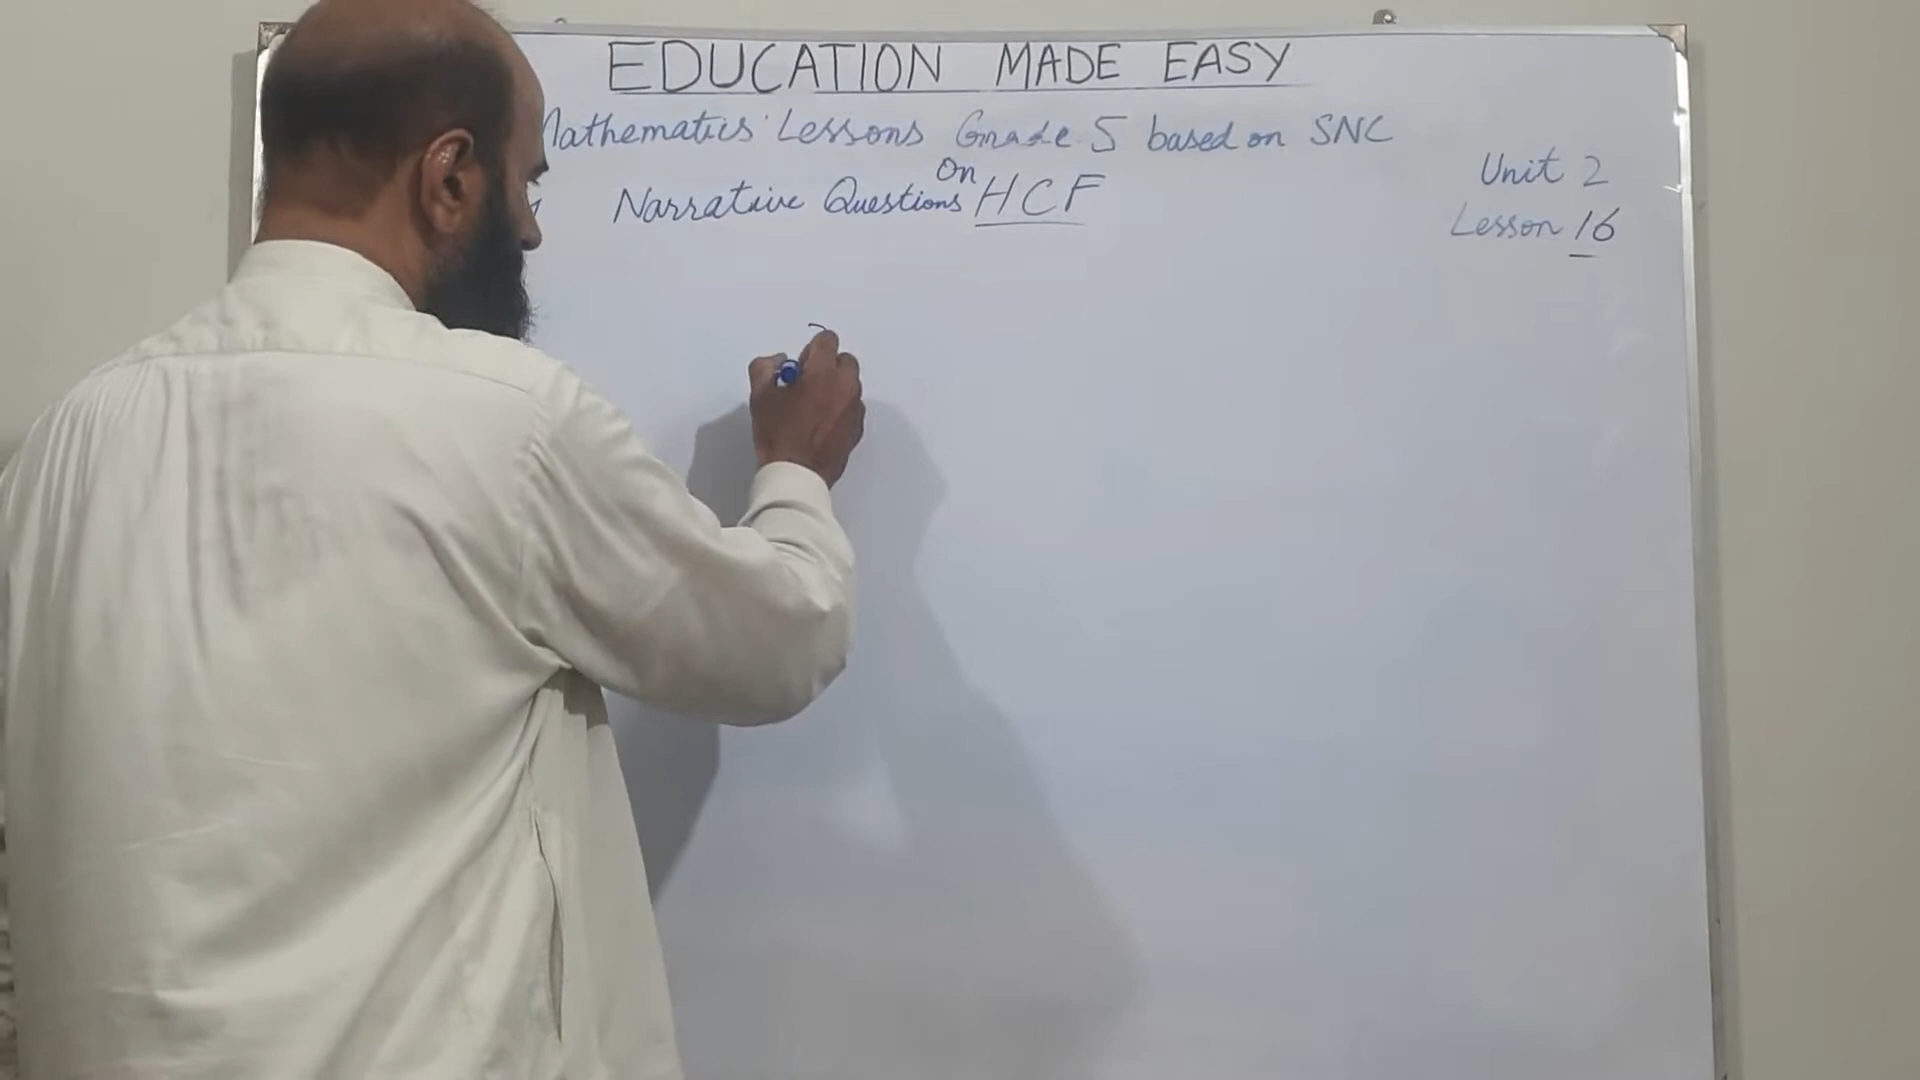 EDUCATION MADE EASY
Mathematics Lessons Grade 5 based on SNC
Narrative Questions On HCF
Unit 2
Lesson 16